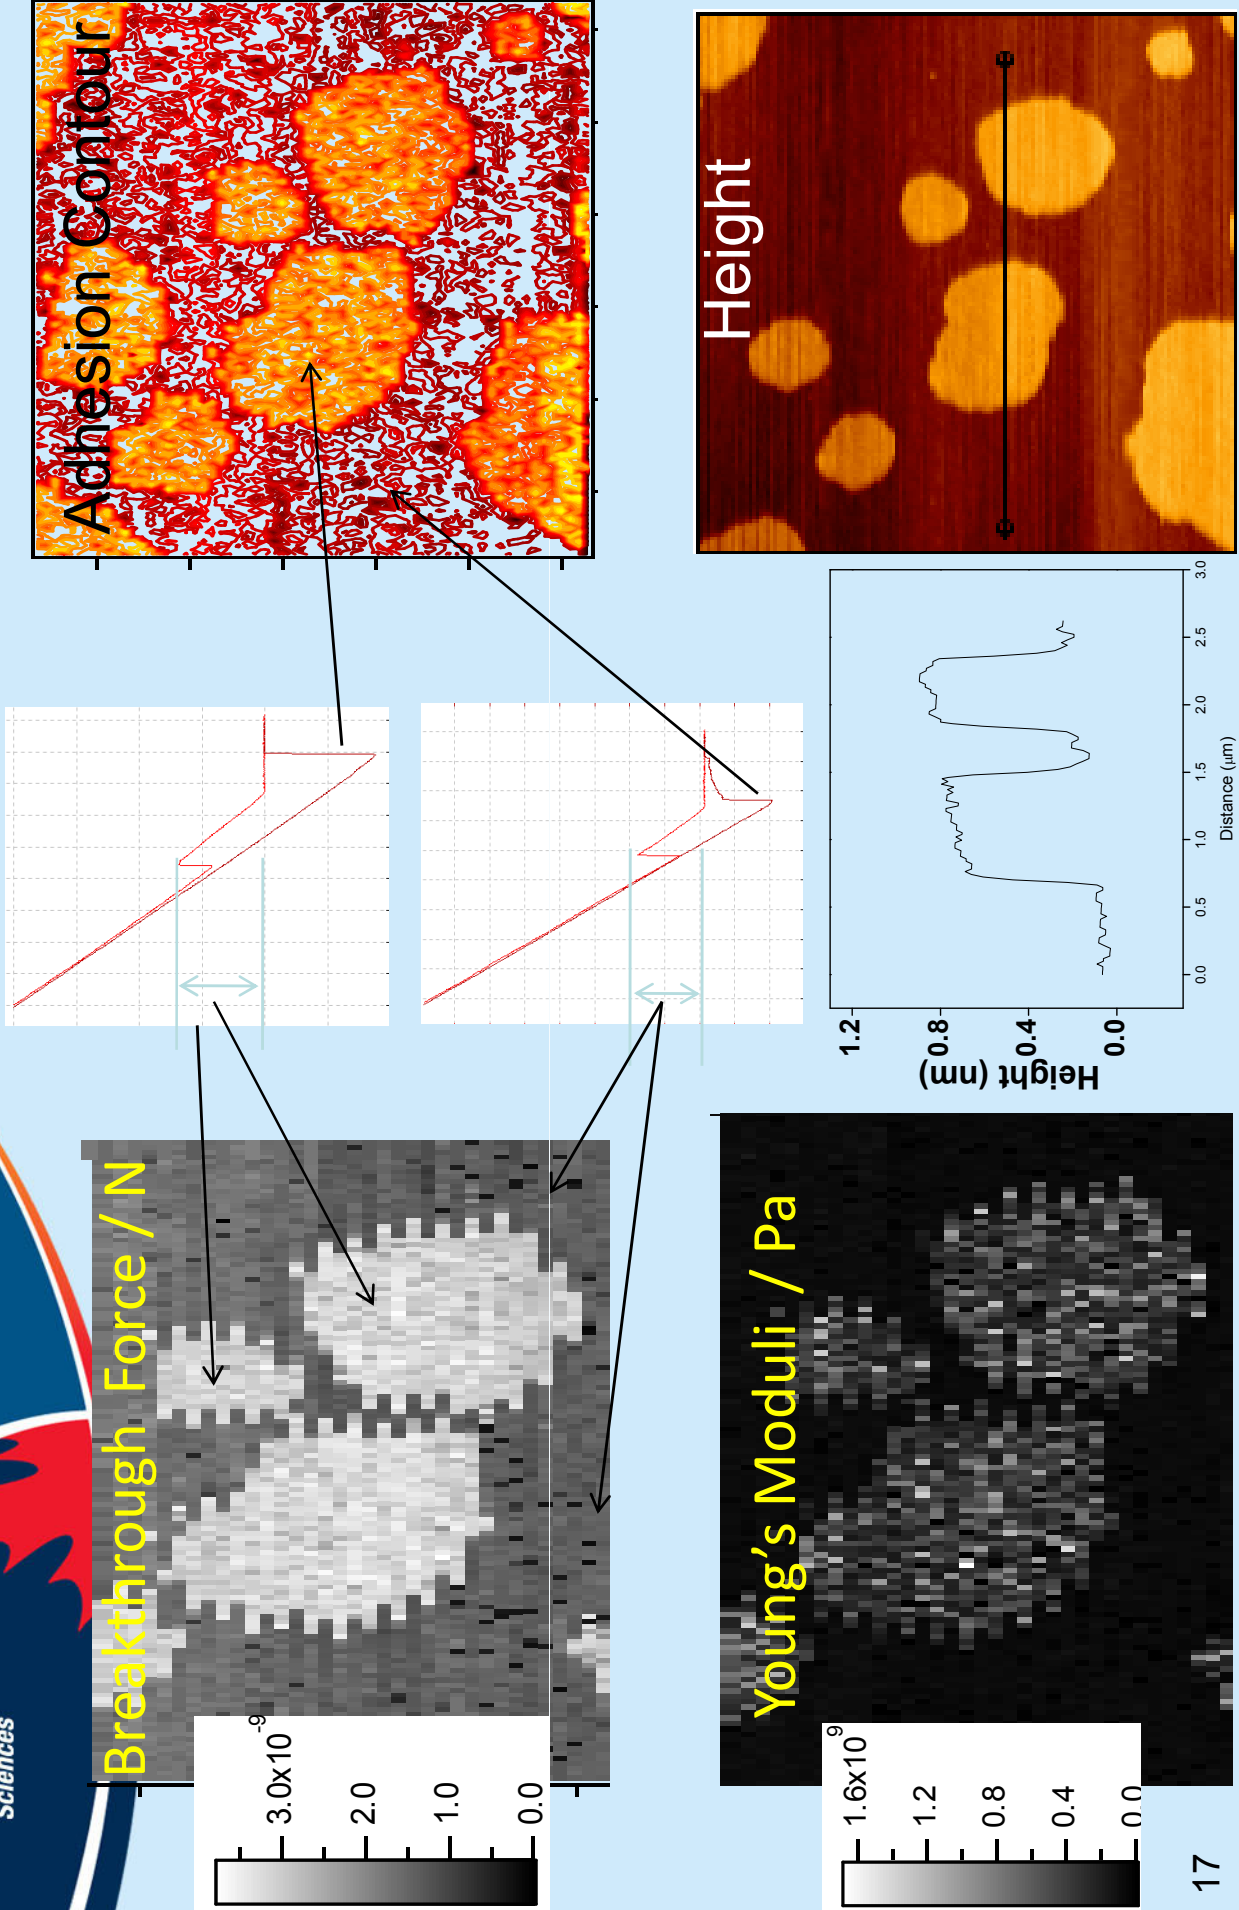 Sciences
Breakthrough Force / N
3.0x10
-9
2.0
1.0
0.0
Adhesion Contour
Young's Moduli / Pa
1.6x10
9
1.2
0.8
0.4
0.0
Height (nm)
1.2
0.8
0.4
0.0
0.0
0.5
1.0
1.5
2.0
2.5
3.0
Distance (μm)
Height
17